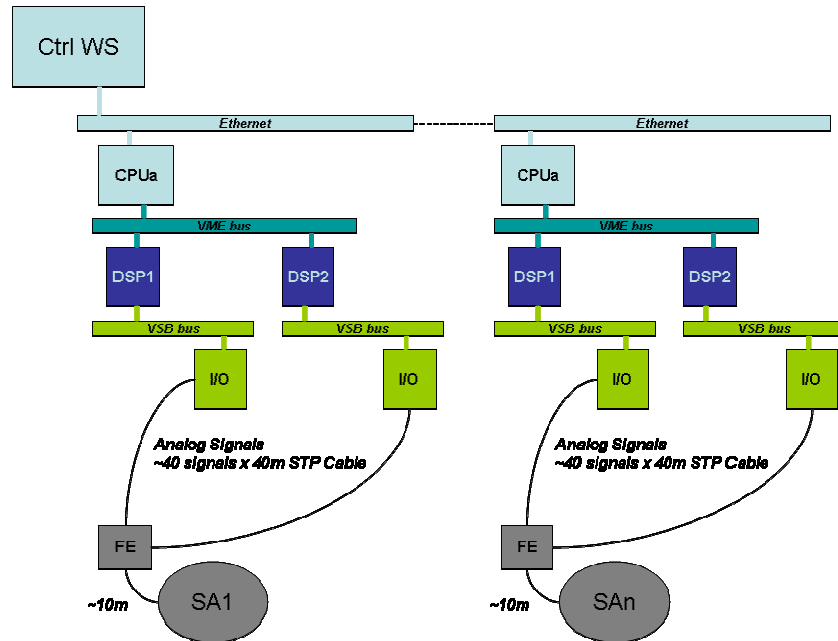 Ctrl WS
Ethernet
Ethernet
CPUa
CPUa
VME bus
VME bus
DSP1
DSP2
DSP1
DSP2
VSB bus
VSB bus
VSB bus
VSB bus
I/O
I/O
I/O
I/O
Analog Signals
~40 signals x 40m STP Cable
Analog Signals
~40 signals x 40m STP Cable
FE
FE
~10m
SA1
~10m
SAn